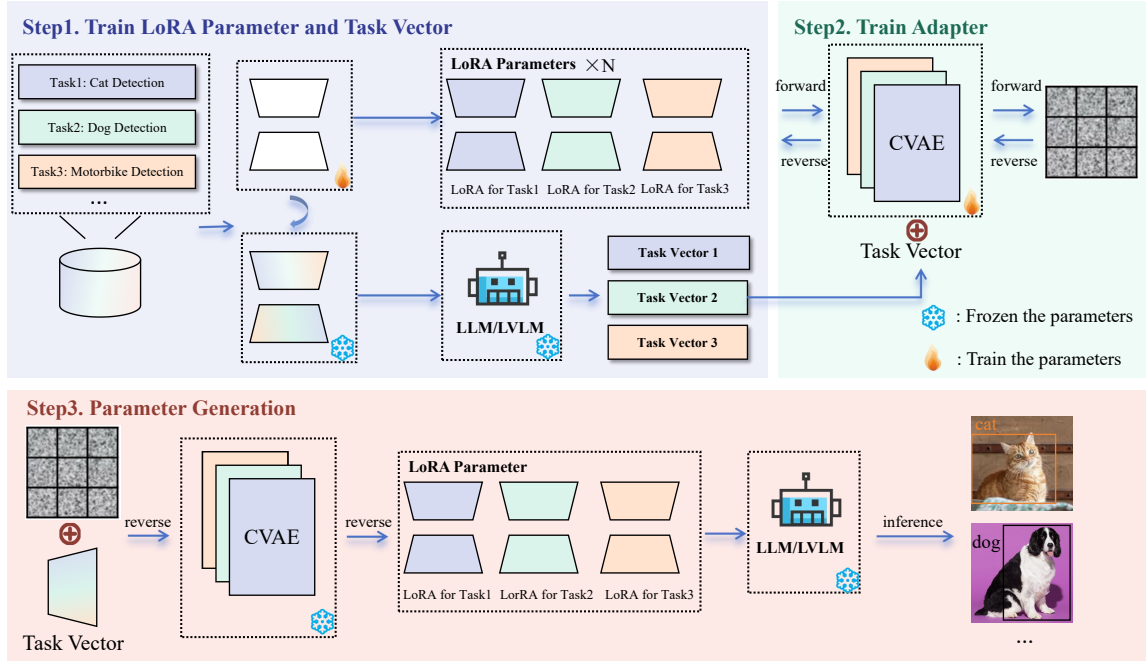 Step1. Train LoRA Parameter and Task Vector
Task1: Cat Detection
Task2: Dog Detection
Task3: Motorbike Detection
...
LoRA Parameters ×N
LoRA for Task1
LoRA for Task2
LoRA for Task3
LLM/LVLM
Task Vector 1
Task Vector 2
Task Vector 3
Step2. Train Adapter
forward
reverse
CVAE
forward
reverse
Task Vector
: Frozen the parameters
: Train the parameters
Step3. Parameter Generation
Task Vector
reverse
CVAE
reverse
LoRA Parameter
LoRA for Task1
LorRA for Task2
LoRA for Task3
LLM/LVLM
inference
cat
dog
...